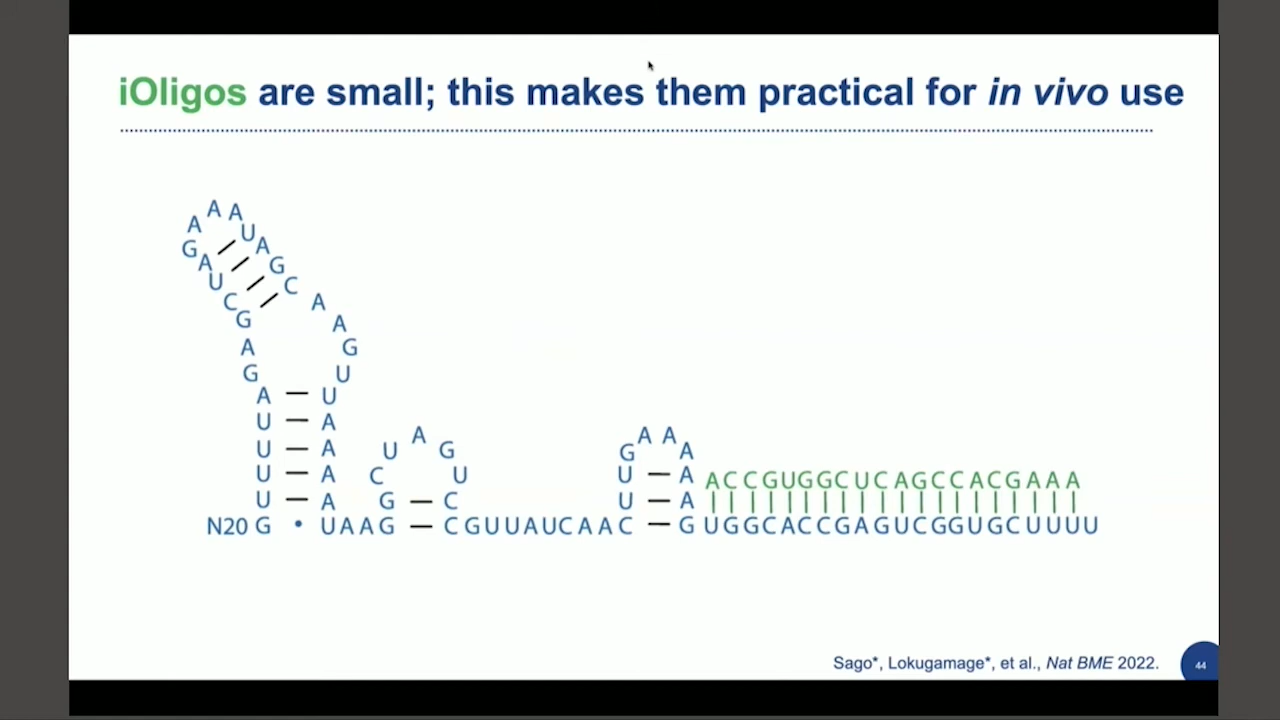 iOligos are small; this makes them practical for in vivo use
A A
A U
G A
A G
U C
C A
G A
A G
G U
A — U
U — A
A A A
U — A U G G A
U — A C U U — A ACCGUGGCUCAGCCACGAAA
U — A G — C U — A
N20 G • UAAG — CGUUAUCAAC — GUGGCACCGAGUCGGUGCUUUU
Sago*, Lokugamage*, et al., Nat BME 2022.
44